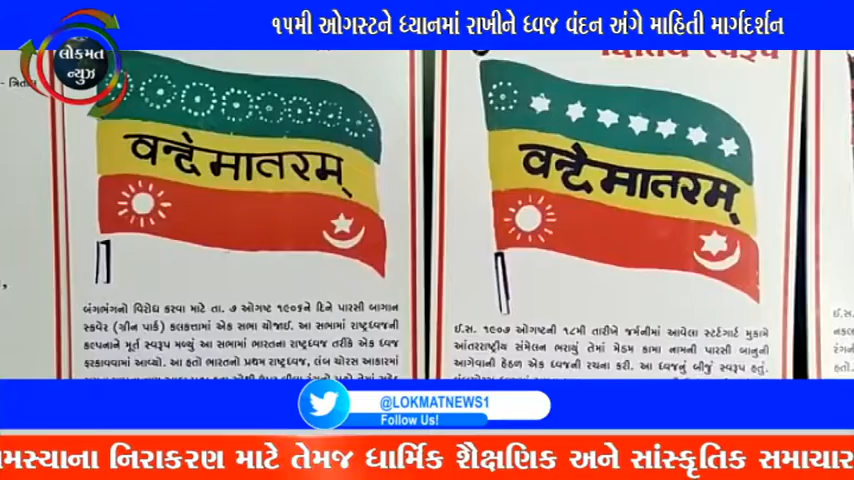 ૧૫મી ઓગસ્ટને ધ્યાનમાં રાખીને ધ્વજ વંદન અંગે માહિતી માર્ગદર્શન
લોકમત
ન્યુઝ
वन्दे मातरम्
બંગભંગનો વિરોધ કરવા માટે તા. ૭ ઓગષ્ટ ૧૯૦૬ને દિને પારસી બાગાન
સ્કવેર (ગ્રીન પાર્ક) કલકત્તામાં એક સભા યોજાઈ. આ સભામાં રાષ્ટ્રધ્વજની
કલ્પનાને મૂર્ત સ્વરૂપ મળ્યું આ સભામાં ભારતના રાષ્ટ્રધ્વજ તરીકે એક ધ્વજ
ફરકાવવામાં આવ્યો. આ હતો ભારતનો પ્રથમ રાષ્ટ્રધ્વજ, લંબ ચોરસ આકારમાં
वन्दै मातरम्
ઈ.સ. ૧૯૦૭ ઓગષ્ટની ૧૮મી તારીખે જર્મનીમાં આવેલા સ્ટર્ટગાર્ટ મુકામે
આંતરરાષ્ટ્રીય સંમેલન ભરાયું તેમાં મેડમ કામા નામની પારસી બાનુની
આગેવાની હેઠળ એક ધ્વજની રચના કરી. આ ધ્વજનું બીજું સ્વરૂપ હતું.
ઈ.સ.
@LOKMATNEWS1
Follow Us!
નિરાકરણ માટે તેમજ ધાર્મિક શૈક્ષણિક અને સાંસ્કૃતિક સમાચાર